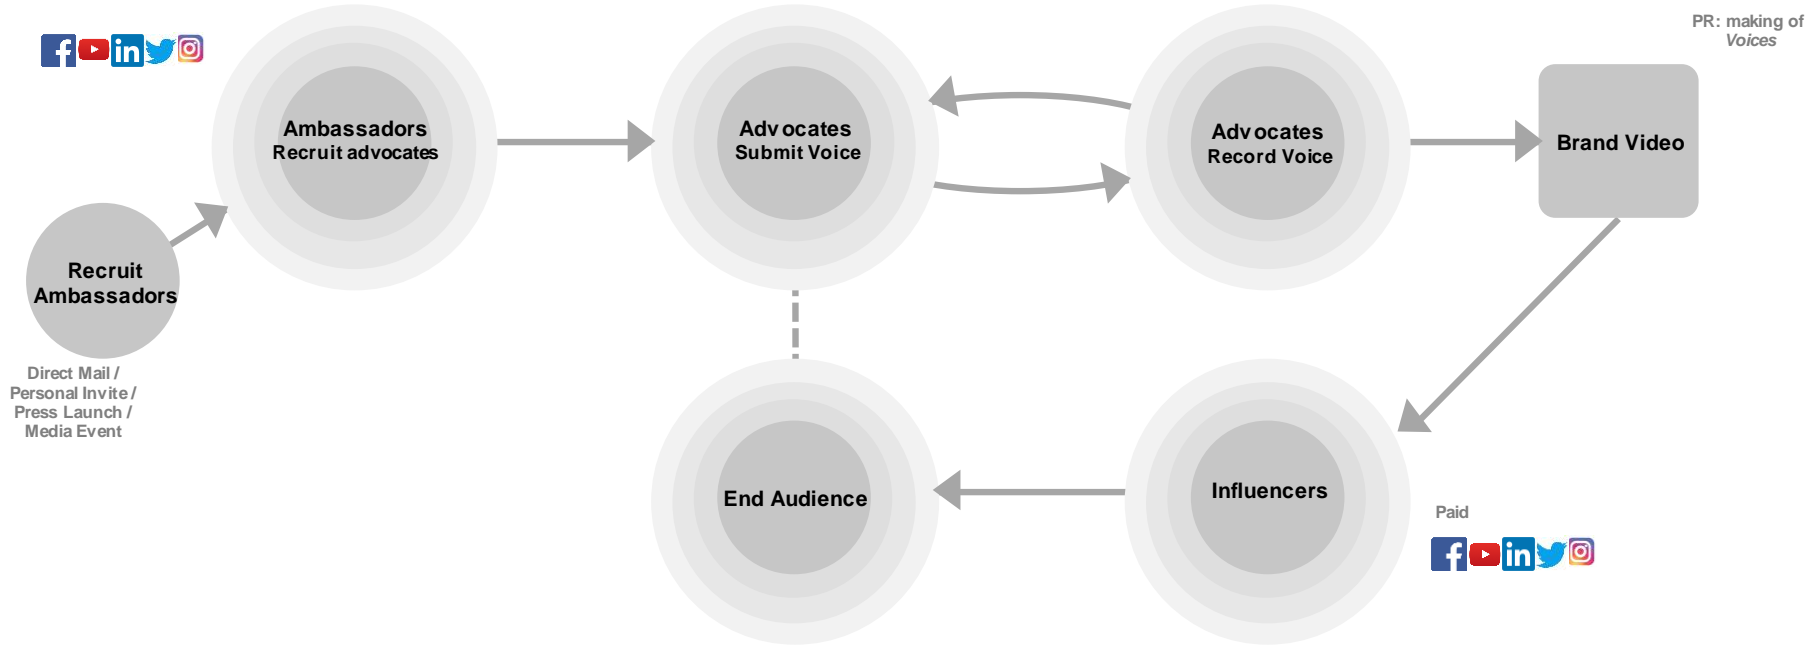 PR: making of
Voices
Ambassadors
Recruit advocates
Advocates
Submit Voice
Advocates
Record Voice
Brand Video
Recruit
Ambassadors
Direct Mail /
Personal Invite /
Press Launch /
Media Event
End Audience
Influencers
Paid